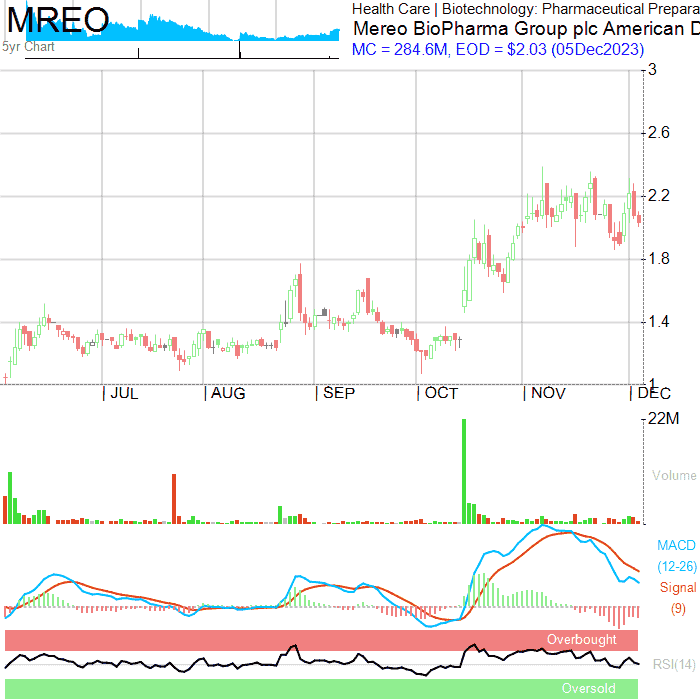 MREO
5yr Chart
Health Care | Biotechnology: Pharmaceutical Prepara
Mereo BioPharma Group plc American D
MC = 284.6M, EOD = $2.03 (05Dec2023)
3
2.6
2.2
1.8
1.4
1
| JUL | AUG | SEP | OCT | NOV | DEC
22M
Volume
MACD
(12-26)
Signal
(9)
Overbought
RSI(14)
Oversold